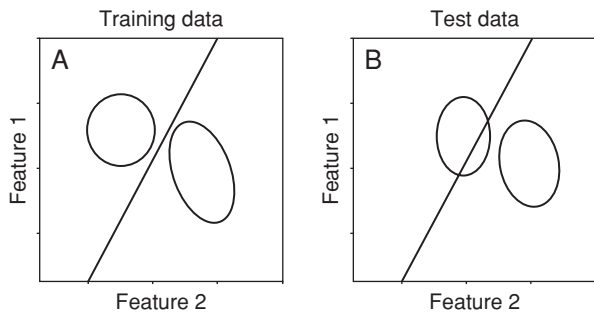 Training data
Test data
A
B
Feature 1
Feature 1
Feature 2
Feature 2